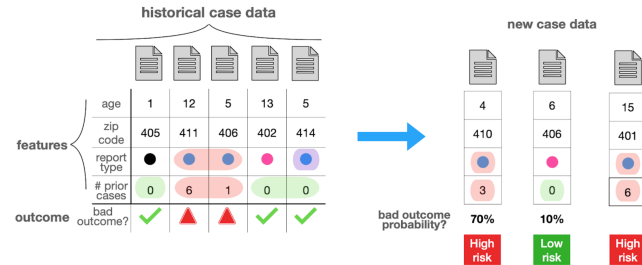 historical case data
new case data
age 1 12 5 13 5
zip code 405 411 406 402 414
report type
# prior cases 0 6 1 0 0
features
outcome
bad outcome?
4 6 15
410 406 401
3 0 6
bad outcome probability? 70% 10%
High risk Low risk High risk